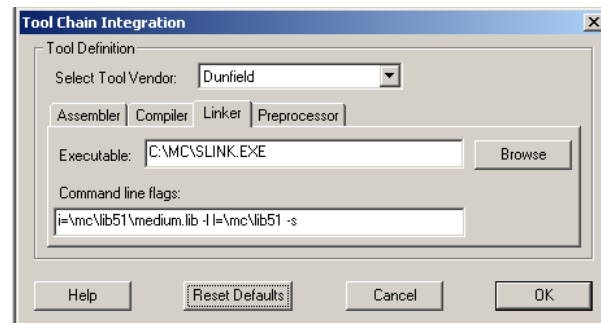 Tool Chain Integration
Tool Definition
Select Tool Vendor: Dunfield
Assembler Compiler Linker Preprocessor
Executable: C:\MC\SLINK.EXE Browse
Command line flags:
i=\mc\lib51\medium.lib -l l=\mc\lib51 -s
Help Reset Defaults Cancel OK